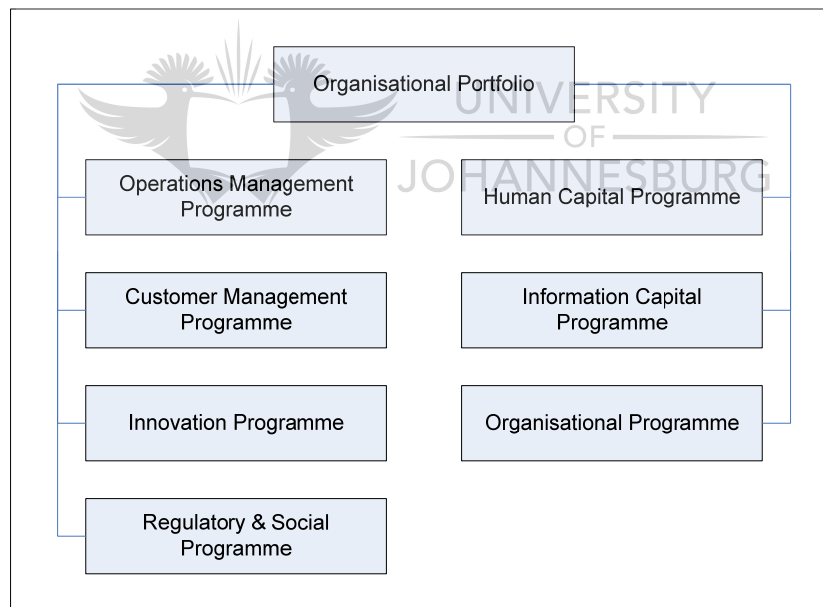 Organisational Portfolio
UNIVERSITY
OF
JOHANNESBURG
Operations Management
Programme
Human Capital Programme
Customer Management
Programme
Information Capital
Programme
Innovation Programme
Organisational Programme
Regulatory & Social
Programme